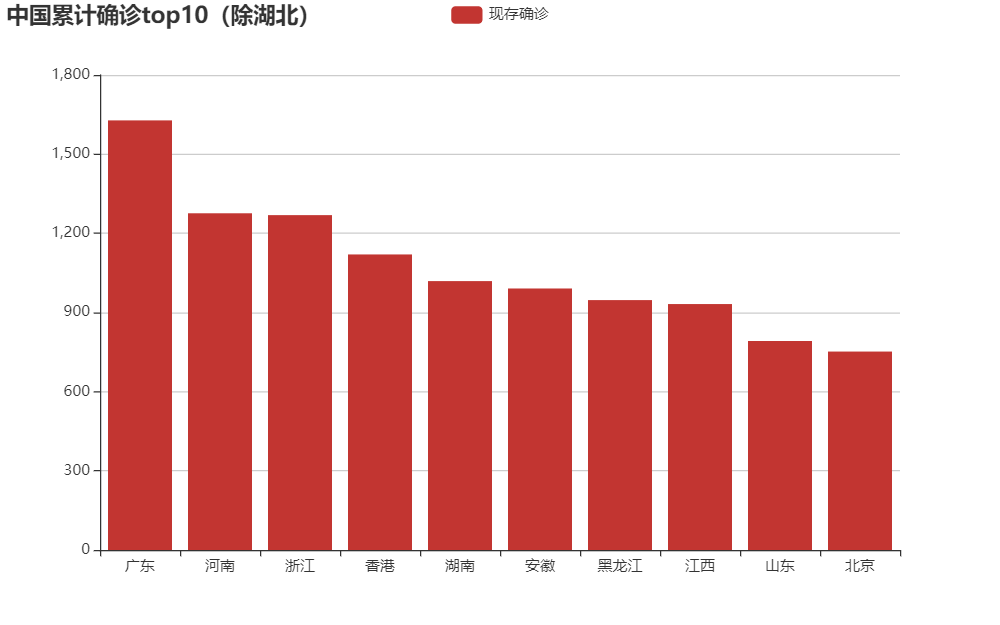 中国累计确诊top10（除湖北）
现存确诊
1,800
1,500
1,200
900
600
300
0
广东 河南 浙江 香港 湖南 安徽 黑龙江 江西 山东 北京